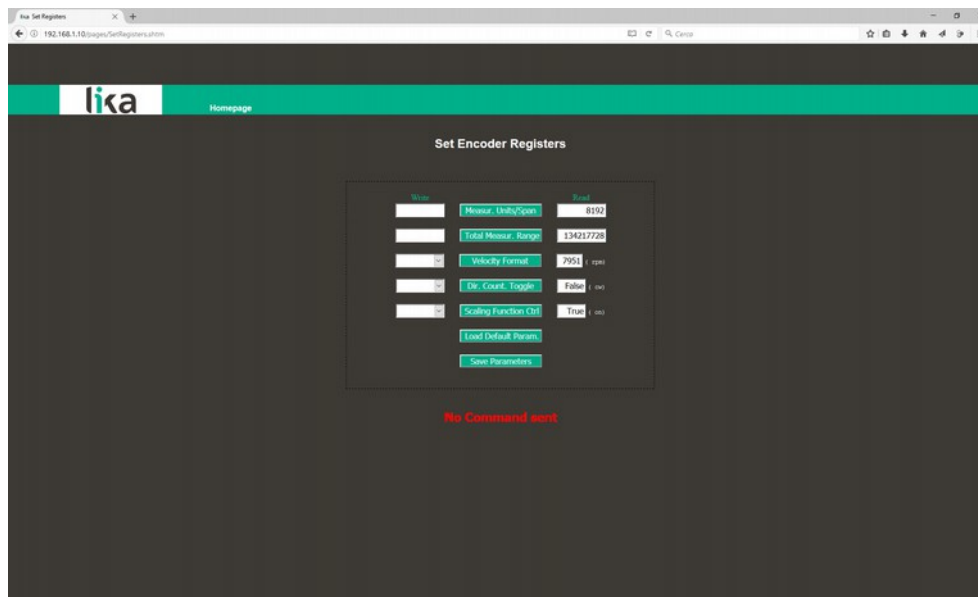 lika Set Registers
192.168.1.10/pages/SetRegisters.shtm
Cerca
lika
Homepage
Set Encoder Registers
Write Read
Measur. Units/Span 8192
Total Measur. Range 134217728
Velocity Format 7951 ( rpm)
Dir. Count. Toggle False ( cw)
Scaling Function Ctrl True ( on)
Load Default Param.
Save Parameters
No Command sent